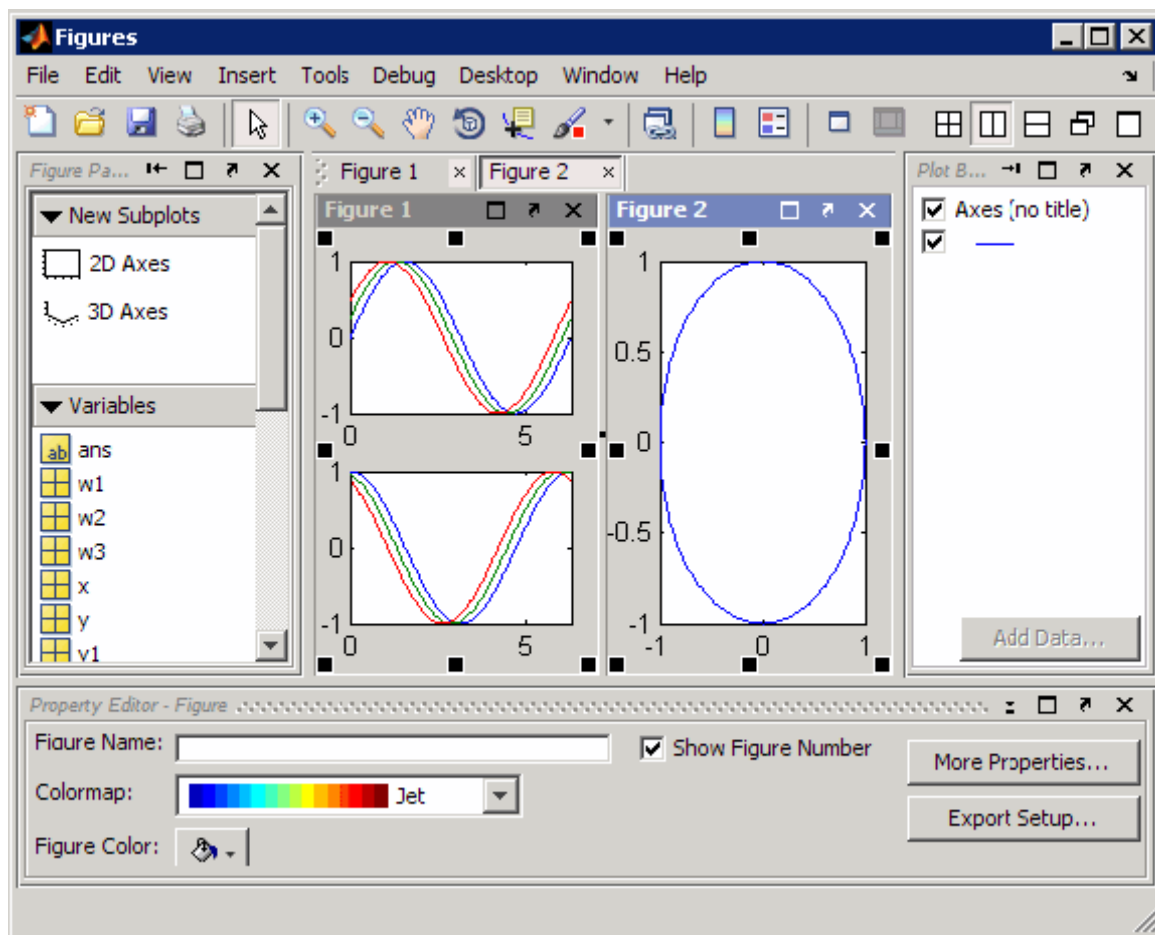 Figures
File Edit View Insert Tools Debug Desktop Window Help
Figure Pa...
Figure 1
Figure 2
Plot B...
New Subplots
2D Axes
3D Axes
Variables
ab ans
w1
w2
w3
x
y
v1
Figure 1
1
0
-1
0 5
1
0
-1
0 5
Figure 2
1
0.5
0
-0.5
-1
-1 0 1
Axes (no title)
Add Data...
Property Editor - Figure
Figure Name:
Show Figure Number
More Properties...
Colormap:
Jet
Export Setup...
Figure Color: